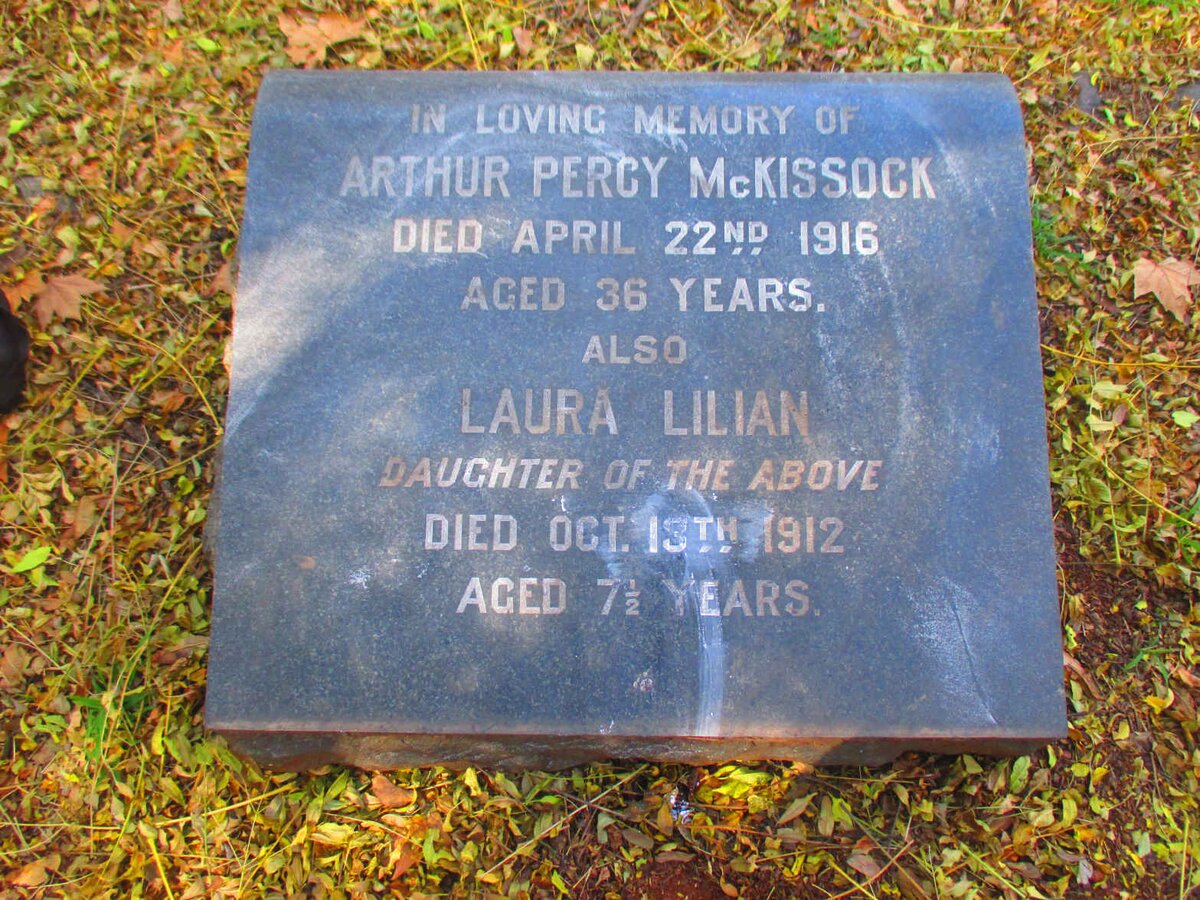 IN LOVING MEMORY OF
ARTHUR PERCY McKISSOCK
DIED APRIL 22ND 1916
AGED 36 YEARS.
ALSO
LAURA LILIAN
DAUGHTER OF THE ABOVE
DIED OCT. 13TH 1912
AGED 7½ YEARS.